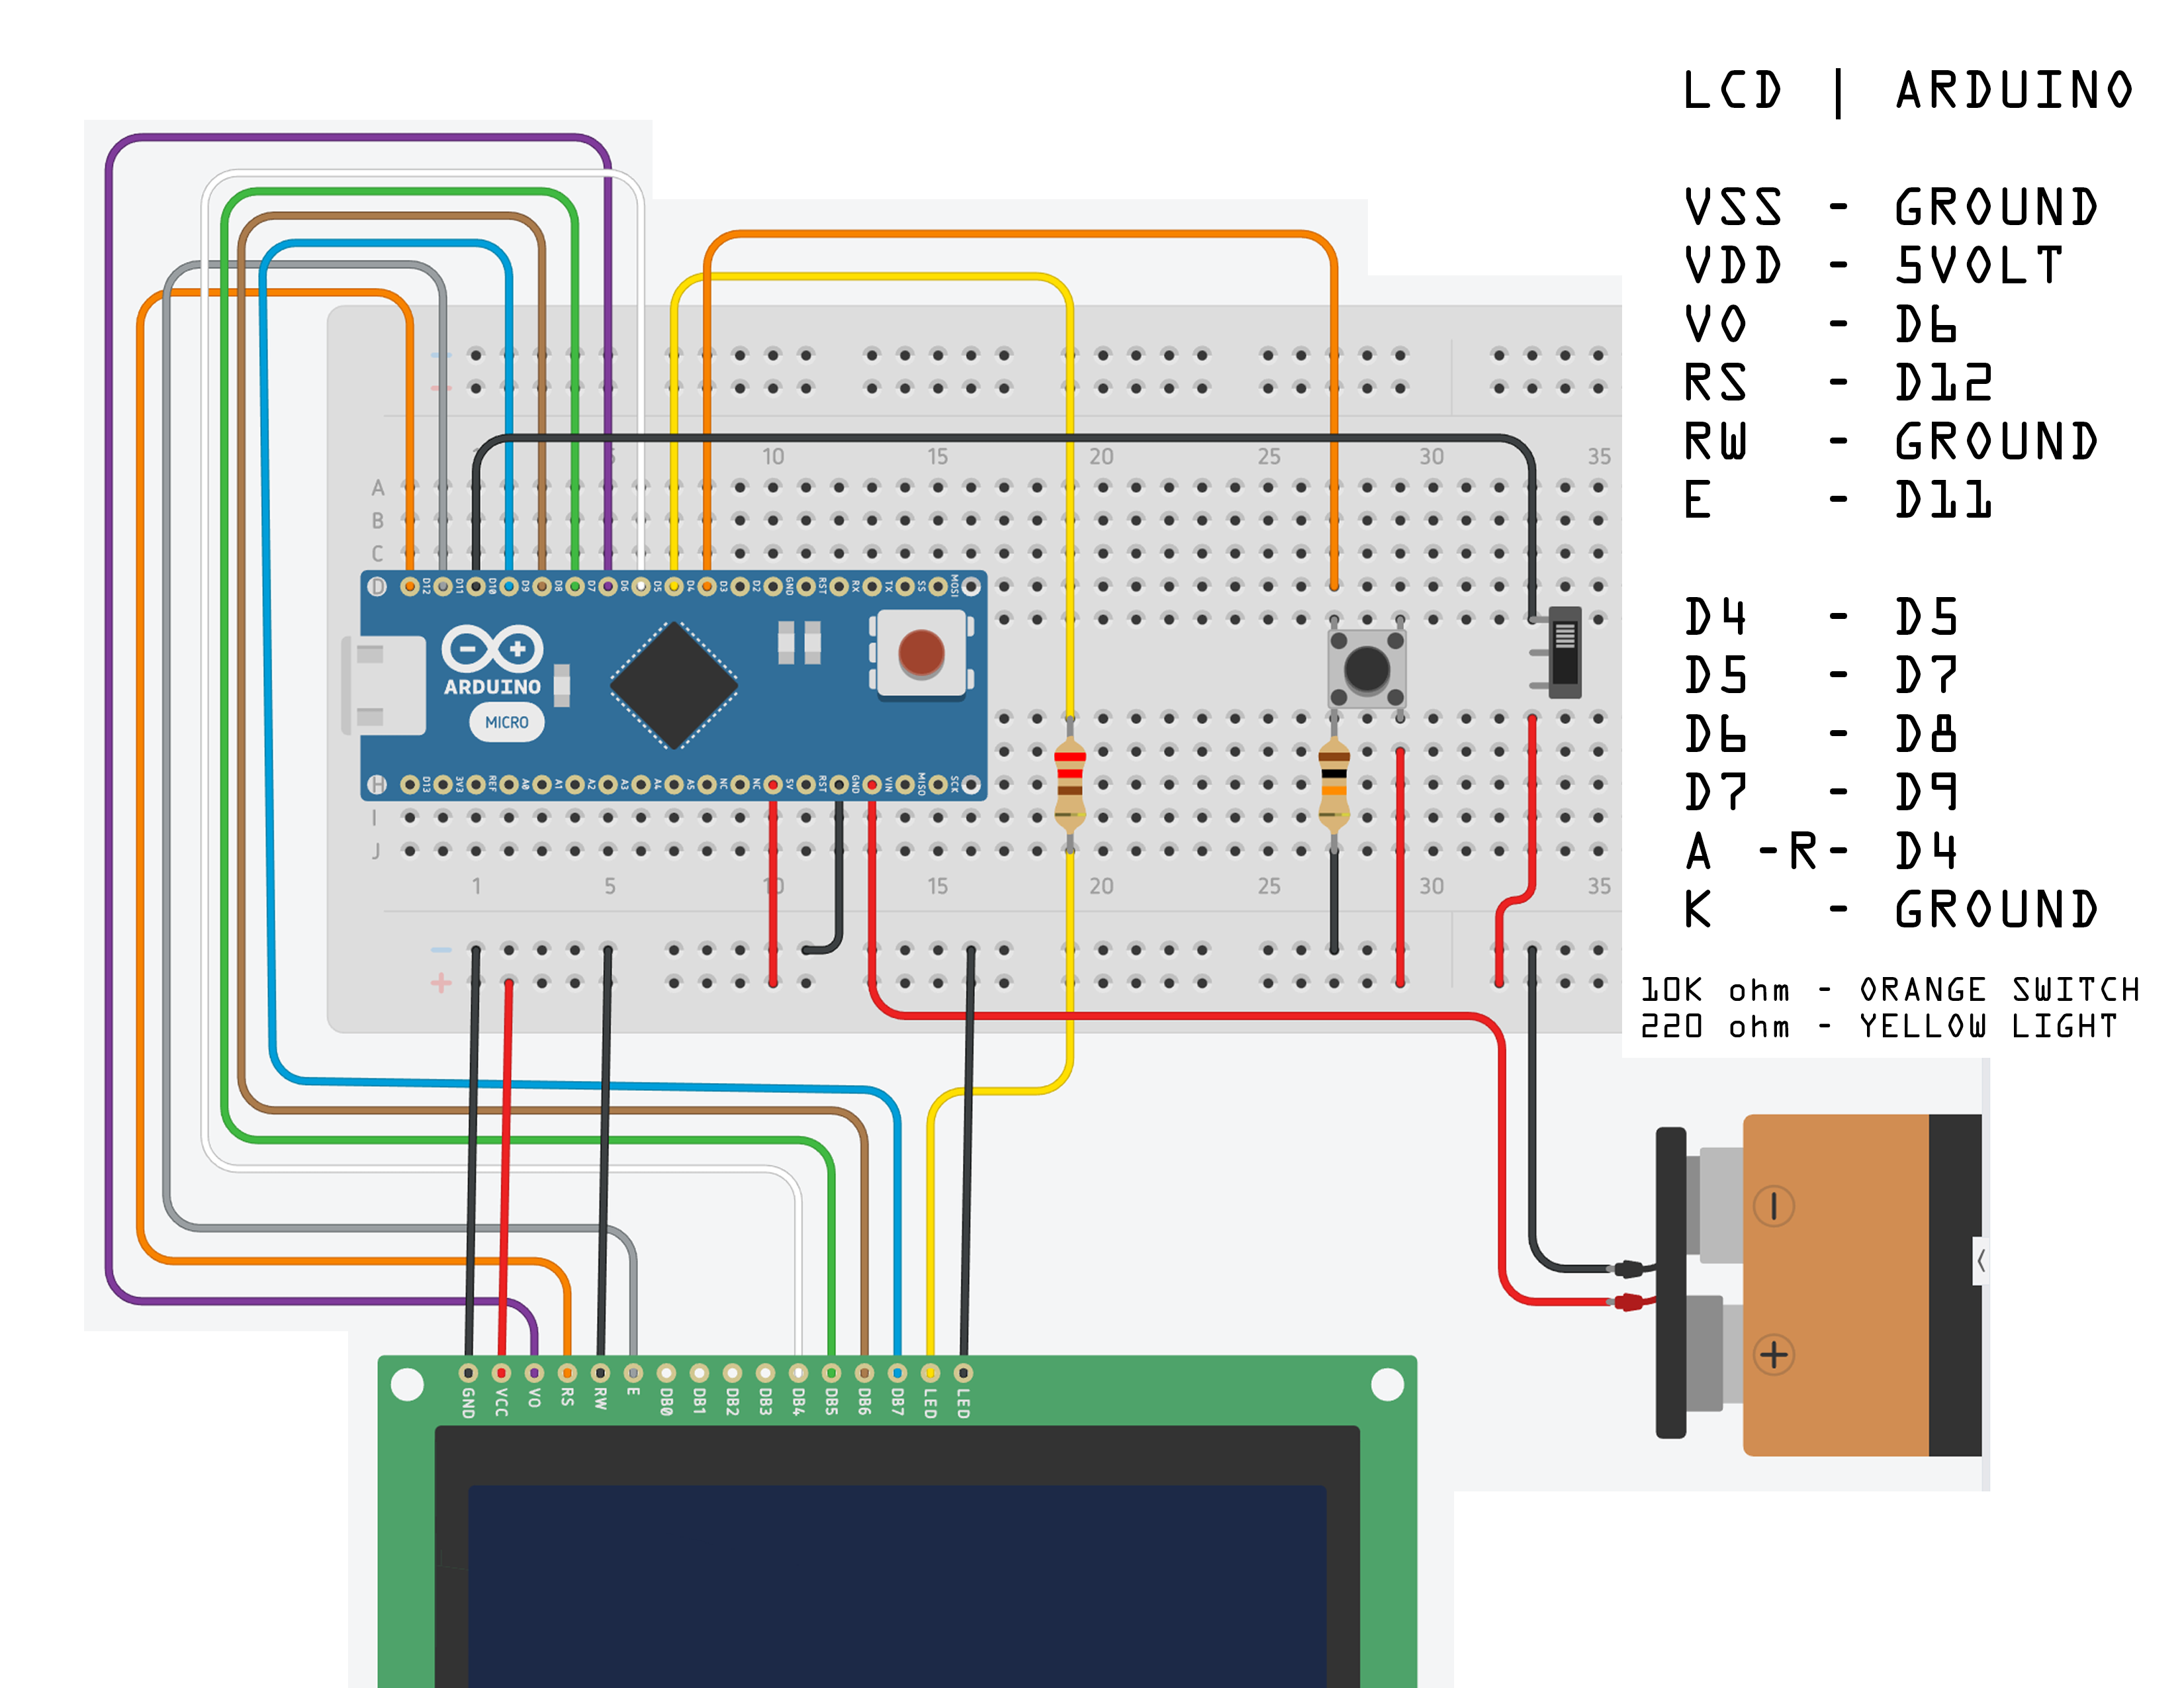 LCD | ARDUINO
VSS - GROUND
VDD - 5VOLT
VO - D6
RS - D12
RW - GROUND
E - D11
D4 - D5
D5 - D7
D6 - D8
D7 - D9
A -R- D4
K - GROUND
10K ohm - ORANGE SWITCH
220 ohm - YELLOW LIGHT
10 15 20 25 30 35
A
B
C
D
D12 D11 D10 D9 D8 D7 D6 D5 D4 D3 D2 GND RST RX TX SS MOSI
ARDUINO
MICRO
H
D13 3V3 REF A0 A1 A2 A3 A4 A5 NC NC 5V RST GND VIN MISO SCK
I
J
1 5 10 15 20 25 30 35
GND VCC VO RS RW E DB0 DB1 DB2 DB3 DB4 DB5 DB6 DB7 LED LED